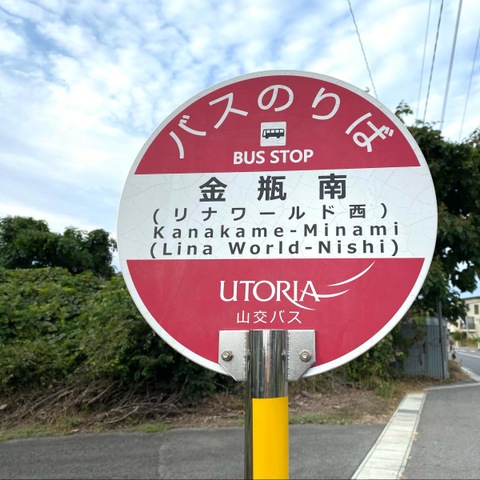 バスのりば
BUS STOP
金瓶南
(リナワールド西)
Kanakame-Minami
(Lina World-Nishi)
UTORIA
山交バス